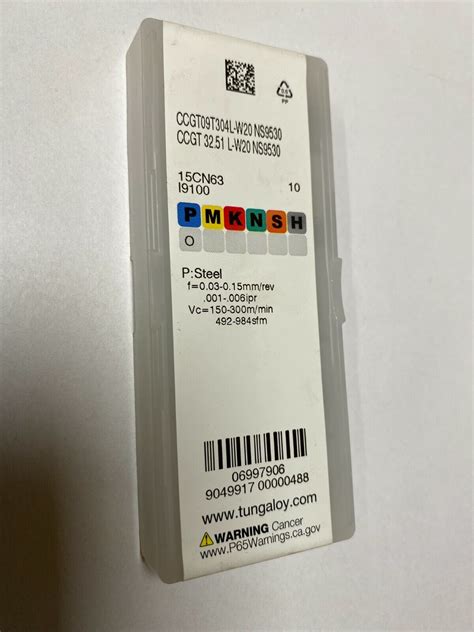 PP
CCGT09T304L-W20 NS9530
CCGT 32.51 L-W20 NS9530
15CN63
I9100 10
P M K N S H
O
P:Steel
f=0.03-0.15mm/rev
.001-.006ipr
Vc=150-300m/min
492-984sfm
06997906
9049917 00000488
www.tungaloy.com
WARNING Cancer
www.P65Warnings.ca.gov